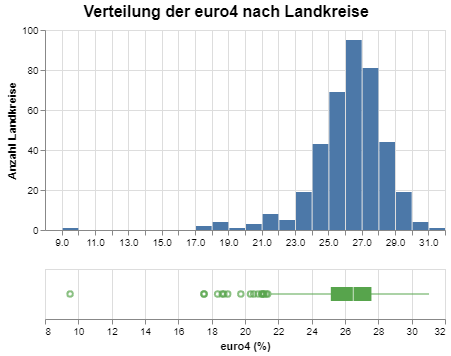 Verteilung der euro4 nach Landkreise
Anzahl Landkreise
100
80
60
40
20
0
9.0 11.0 13.0 15.0 17.0 19.0 21.0 23.0 25.0 27.0 29.0 31.0
8 10 12 14 16 18 20 22 24 26 28 30 32
euro4 (%)